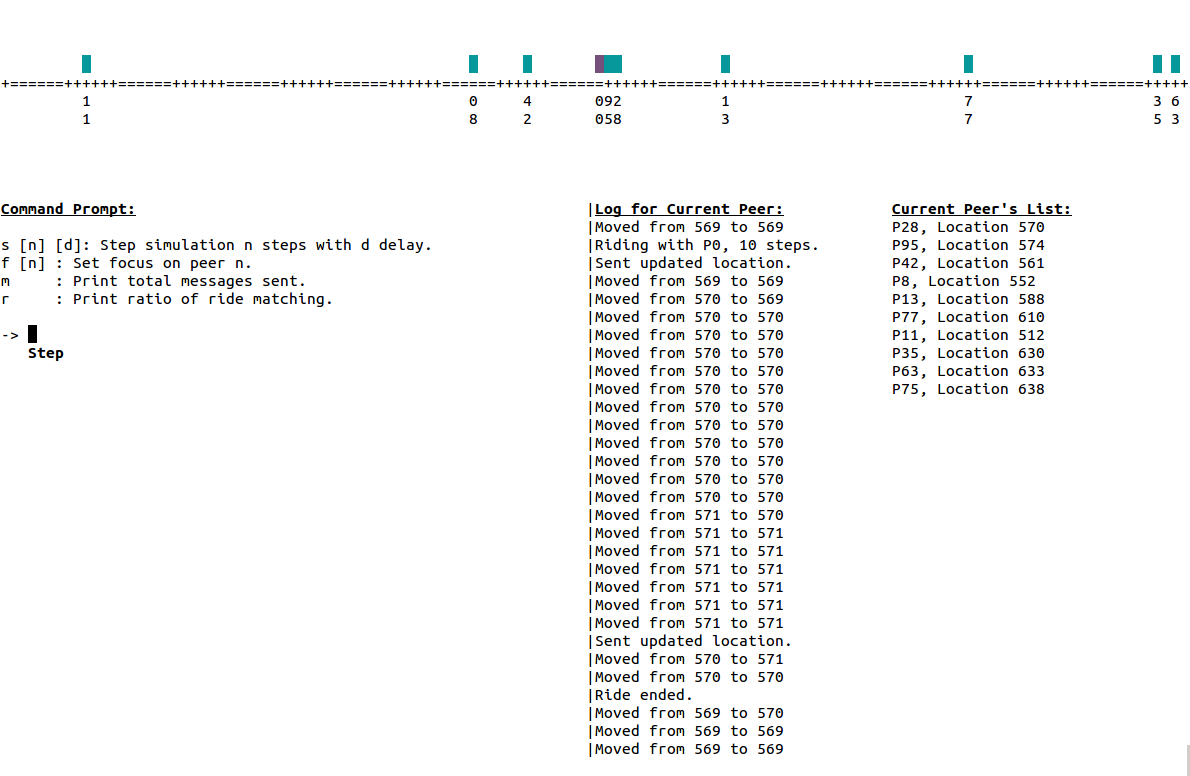 +======++++++======++++++======++++++======++++++======++++++======++++++======++++++======++++++======++++++======++++++======+++++
1 0 4 092 1 7 3 6
1 8 2 058 3 7 5 3
Command Prompt:
s [n] [d]: Step simulation n steps with d delay.
f [n] : Set focus on peer n.
m : Print total messages sent.
r : Print ratio of ride matching.
->
Step
|Log for Current Peer:
|Moved from 569 to 569
|Riding with P0, 10 steps.
|Sent updated location.
|Moved from 569 to 569
|Moved from 570 to 569
|Moved from 570 to 570
|Moved from 570 to 570
|Moved from 570 to 570
|Moved from 570 to 570
|Moved from 570 to 570
|Moved from 570 to 570
|Moved from 570 to 570
|Moved from 570 to 570
|Moved from 570 to 570
|Moved from 570 to 570
|Moved from 570 to 570
|Moved from 571 to 570
|Moved from 571 to 571
|Moved from 571 to 571
|Moved from 571 to 571
|Moved from 571 to 571
|Moved from 571 to 571
|Moved from 571 to 571
|Sent updated location.
|Moved from 570 to 571
|Moved from 570 to 570
|Ride ended.
|Moved from 569 to 570
|Moved from 569 to 569
|Moved from 569 to 569
Current Peer's List:
P28, Location 570
P95, Location 574
P42, Location 561
P8, Location 552
P13, Location 588
P77, Location 610
P11, Location 512
P35, Location 630
P63, Location 633
P75, Location 638